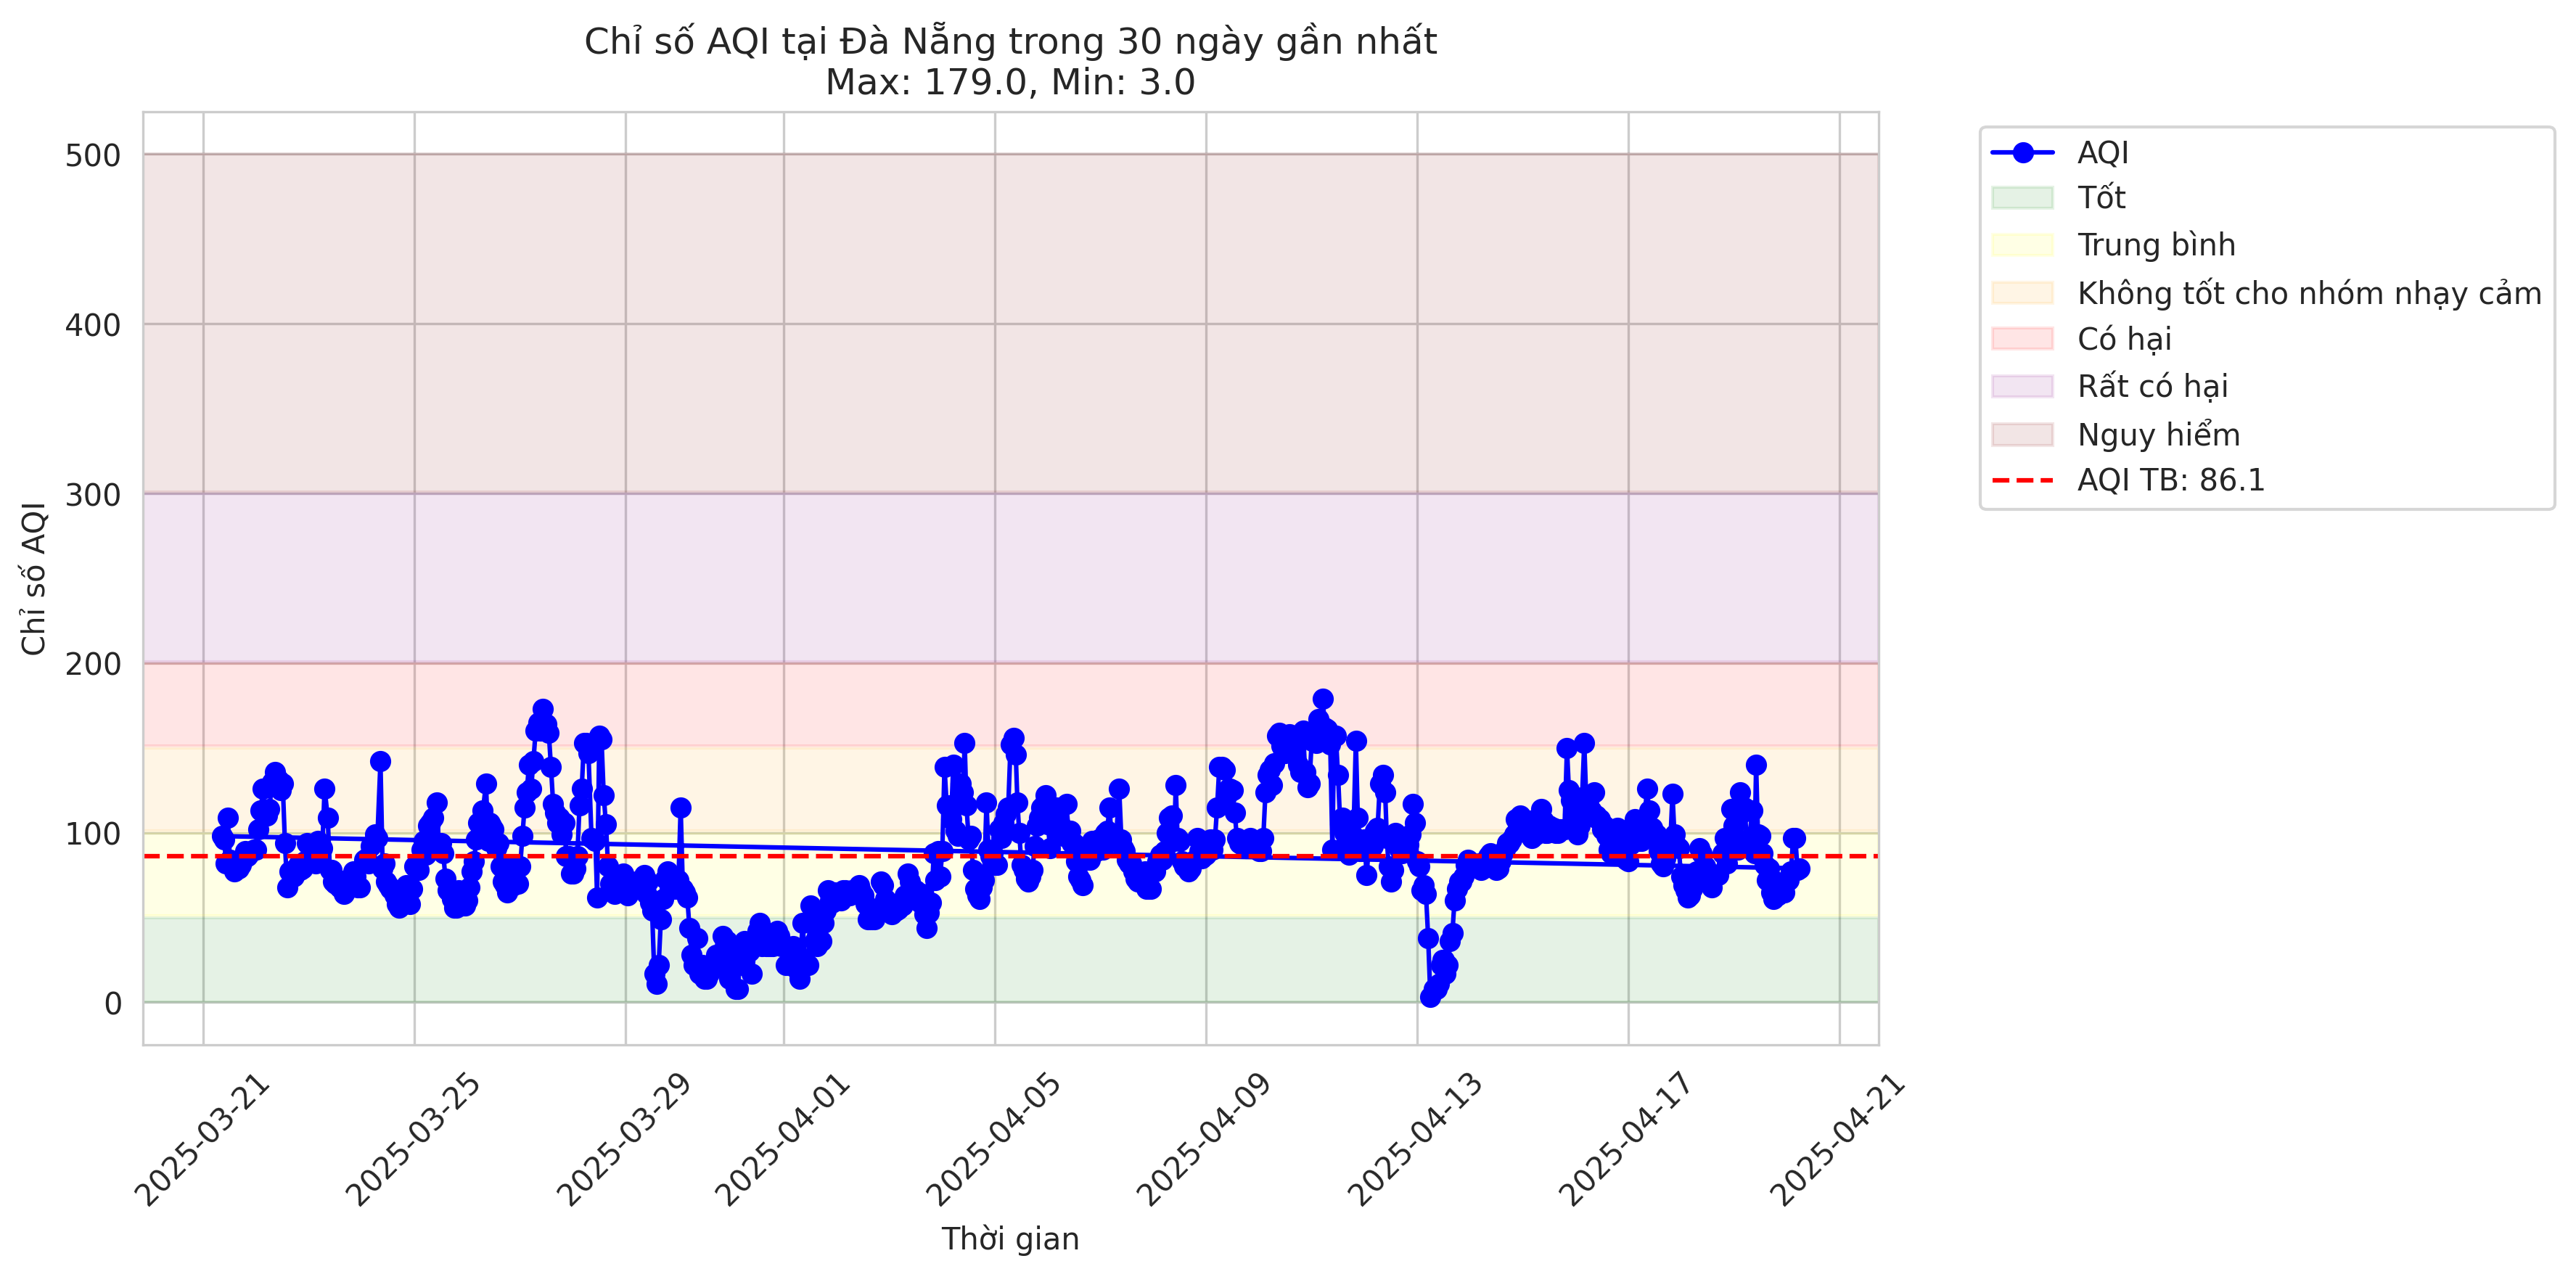 Chỉ số AQI tại Đà Nẵng trong 30 ngày gần nhất
Max: 179.0, Min: 3.0
Chỉ số AQI
500
400
300
200
100
0
2025-03-21
2025-03-25
2025-03-29
2025-04-01
2025-04-05
2025-04-09
2025-04-13
2025-04-17
2025-04-21
Thời gian
AQI
Tốt
Trung bình
Không tốt cho nhóm nhạy cảm
Có hại
Rất có hại
Nguy hiểm
AQI TB: 86.1